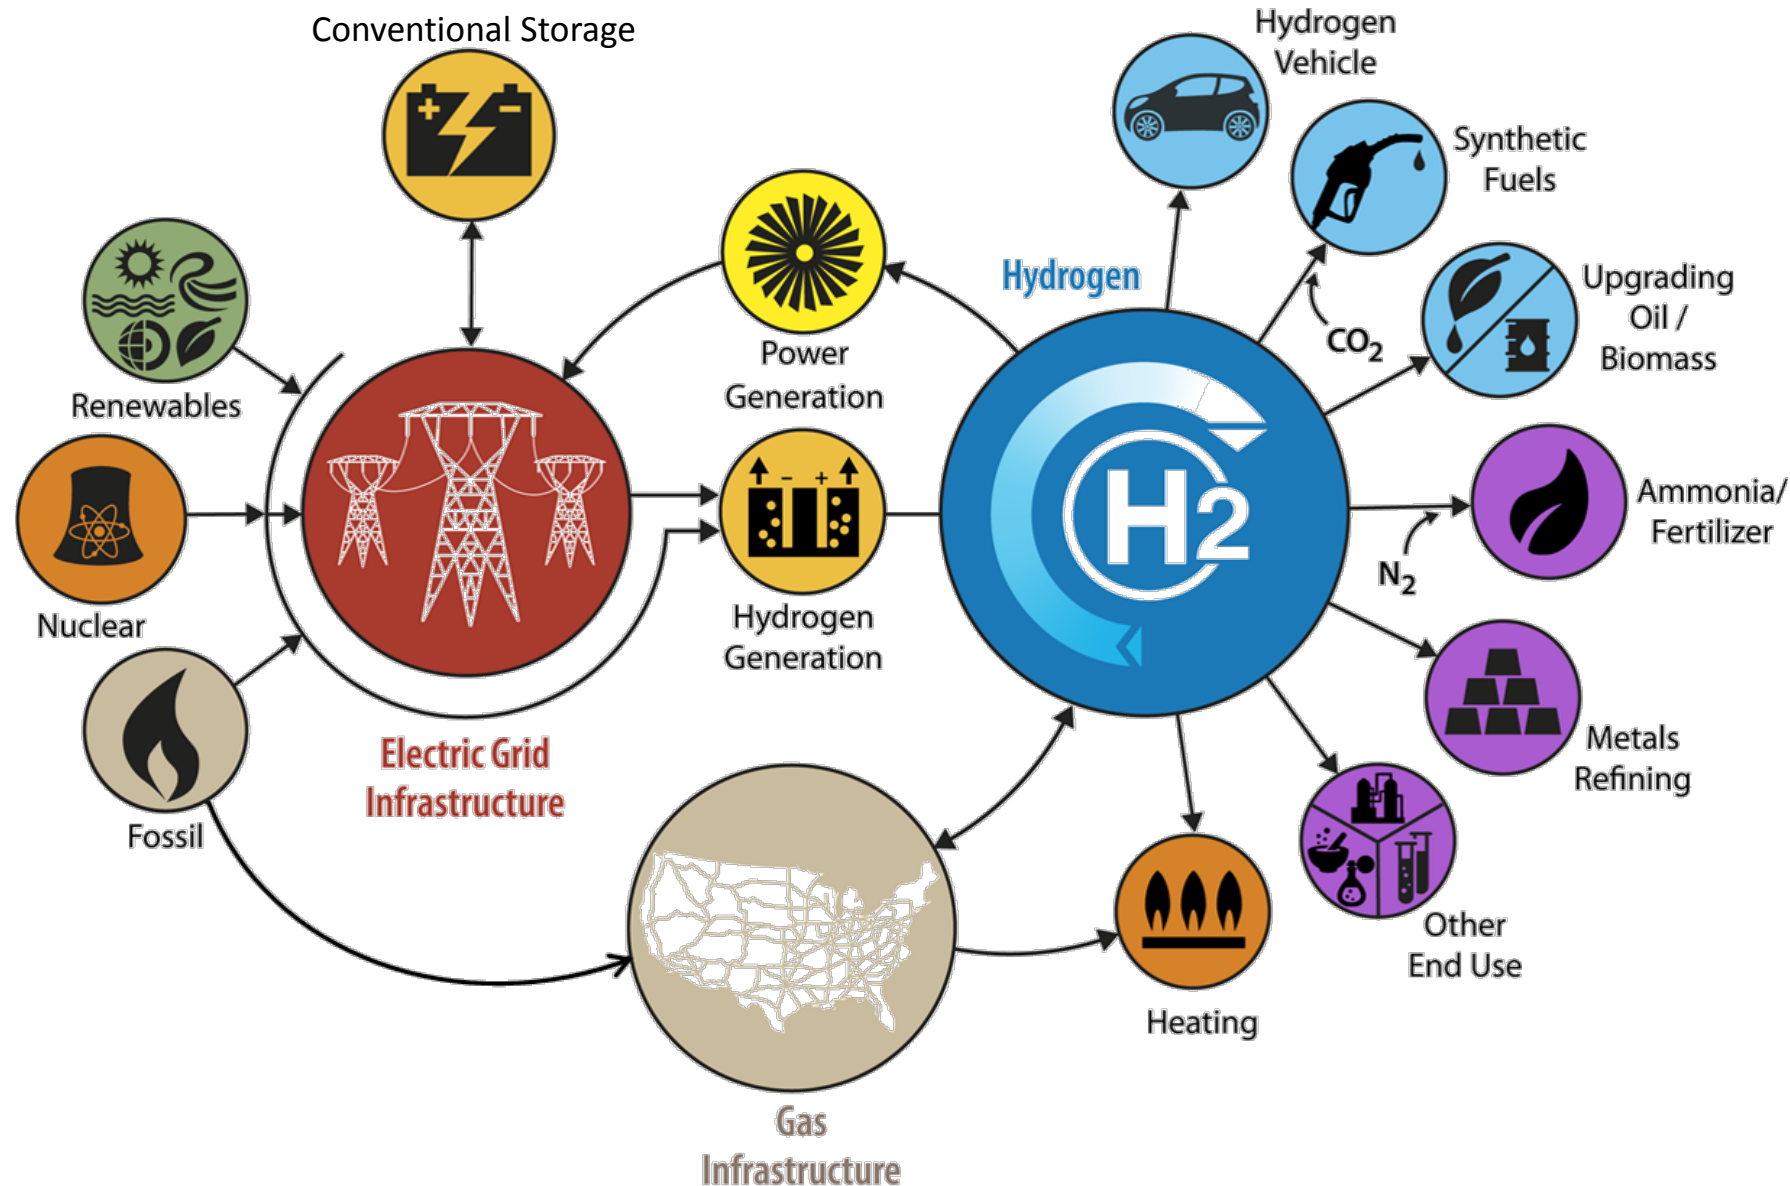 Conventional Storage
Hydrogen
Vehicle
Synthetic
Fuels
Upgrading
Oil /
Biomass
CO₂
Hydrogen
Renewables
Power
Generation
H2
Ammonia/
Fertilizer
N₂
Nuclear
- +
+ -
Hydrogen
Generation
Metals
Refining
Electric Grid
Infrastructure
Fossil
Other
End Use
Heating
Gas
Infrastructure